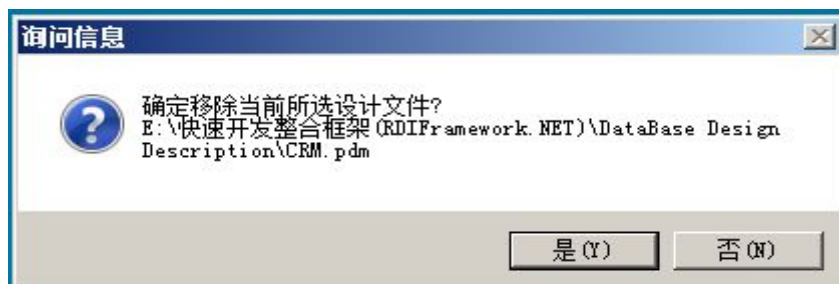 询问信息
确定移除当前所选设计文件?
E:\快速开发整合框架(RDIFramework.NET)\DataBase Design
Description\CRM.pdm
是(Y)
否(N)